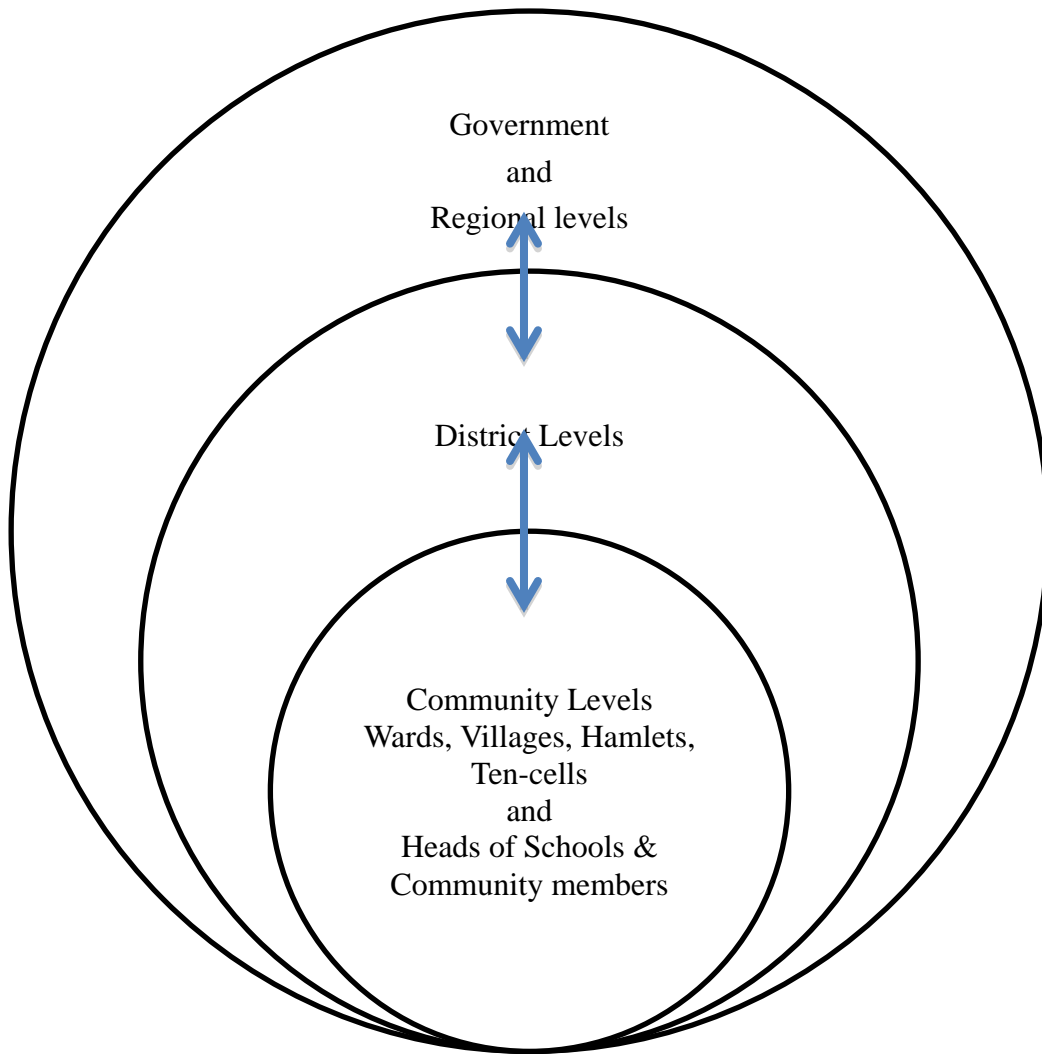 Government
and
Regional levels
District Levels
Community Levels
Wards, Villages, Hamlets,
Ten-cells
and
Heads of Schools &
Community members